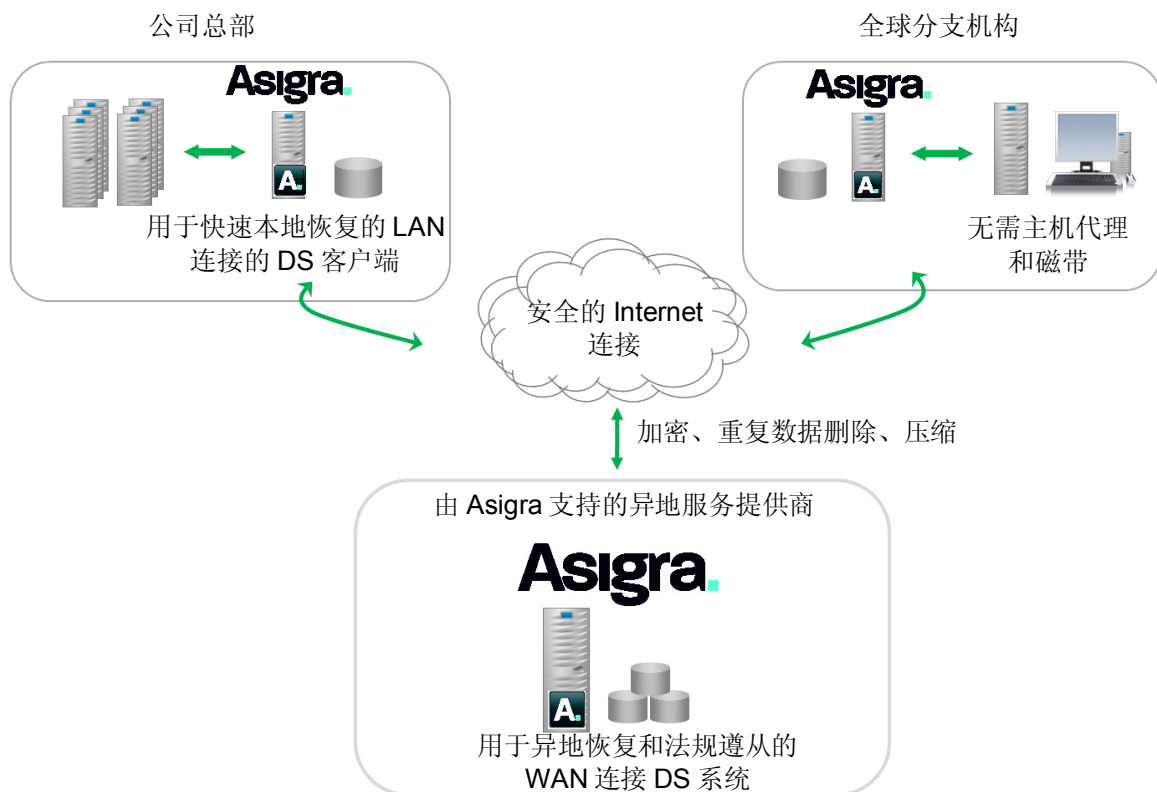 公司总部
全球分支机构
Asigra.
Asigra.
A.
A.
用于快速本地恢复的 LAN
连接的 DS 客户端
无需主机代理
和磁带
安全的 Internet
连接
加密、重复数据删除、压缩
由 Asigra 支持的异地服务提供商
Asigra.
A.
用于异地恢复和法规遵从的
WAN 连接 DS 系统